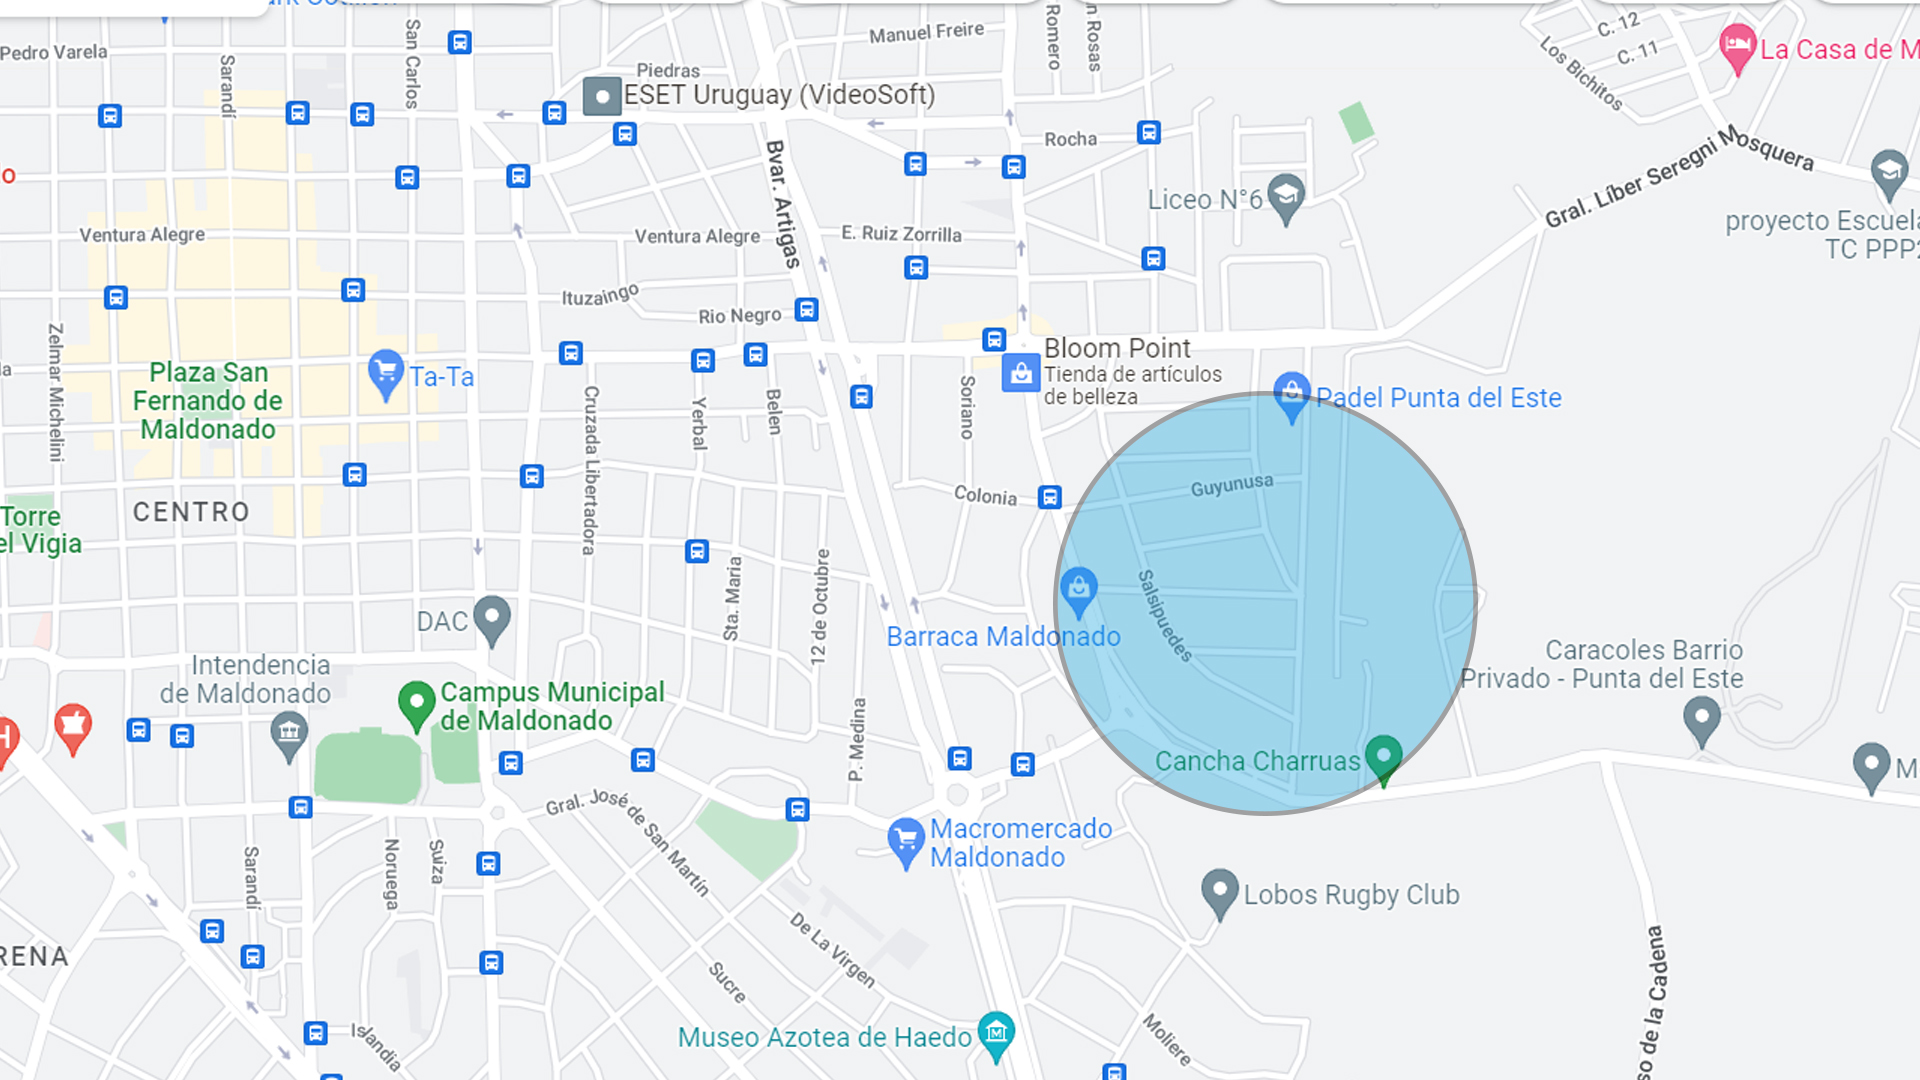 Pedro Varela
Sarandí
San Carlos
Piedras
ESET Uruguay (VideoSoft)
Manuel Freire
Romero
n Rosas
C. 12
C. 11
Los Bichitos
La Casa de M
Rocha
Bvar. Artigas
Liceo N°6
Gral. Líber Seregni Mosquera
proyecto Escuela
TC PPP2
Ventura Alegre
Ventura Alegre
E. Ruiz Zorrilla
Ituzaingo
Rio Negro
Zelmar Michelini
Plaza San
Fernando de
Maldonado
Ta-Ta
Cruzada Libertadora
Yerbal
Belen
Soriano
Bloom Point
Tienda de artículos
de belleza
Padel Punta del Este
Torre
el Vigia
CENTRO
Colonia
Guyunusa
Sta. Maria
12 de Octubre
Salsipuedes
DAC
Barraca Maldonado
Intendencia
de Maldonado
Campus Municipal
de Maldonado
P. Medina
Cancha Charruas
Caracoles Barrio
Privado - Punta del Este
M
Gral. José de San Martín
Macromercado
Maldonado
Sarandí
Noruega
Suiza
Lobos Rugby Club
De La Virgen
Sucre
RENA
Islandia
Museo Azotea de Haedo
Moliere
so de la Cadena